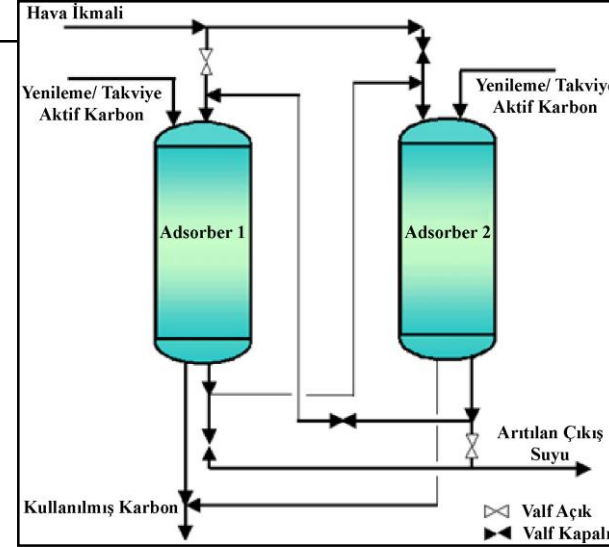 Hava İkmali
Yenileme/ Takviye
Aktif Karbon
Yenileme/ Takviye
Aktif Karbon
Adsorber 1
Adsorber 2
Arıtılan Çıkış
Suyu
Kullanılmış Karbon
Valf Açık
Valf Kapalı